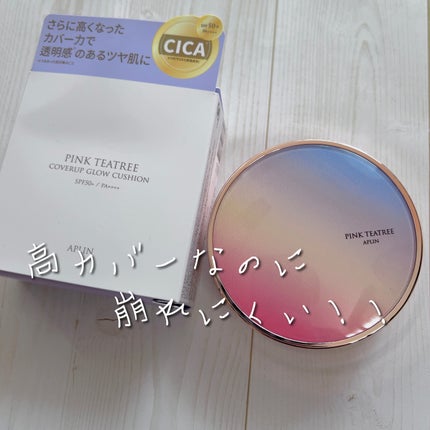 さらに高くなった
カバー力で
透明感 のあるツヤ肌に
SPF50+
PA++++
CICA
PINK TEATREE
COVERUP GLOW CUSHION
SPF50+ / PA++++
APLIN
PINK TEATREE
APLIN
高カバーなのに
崩れにくい!!